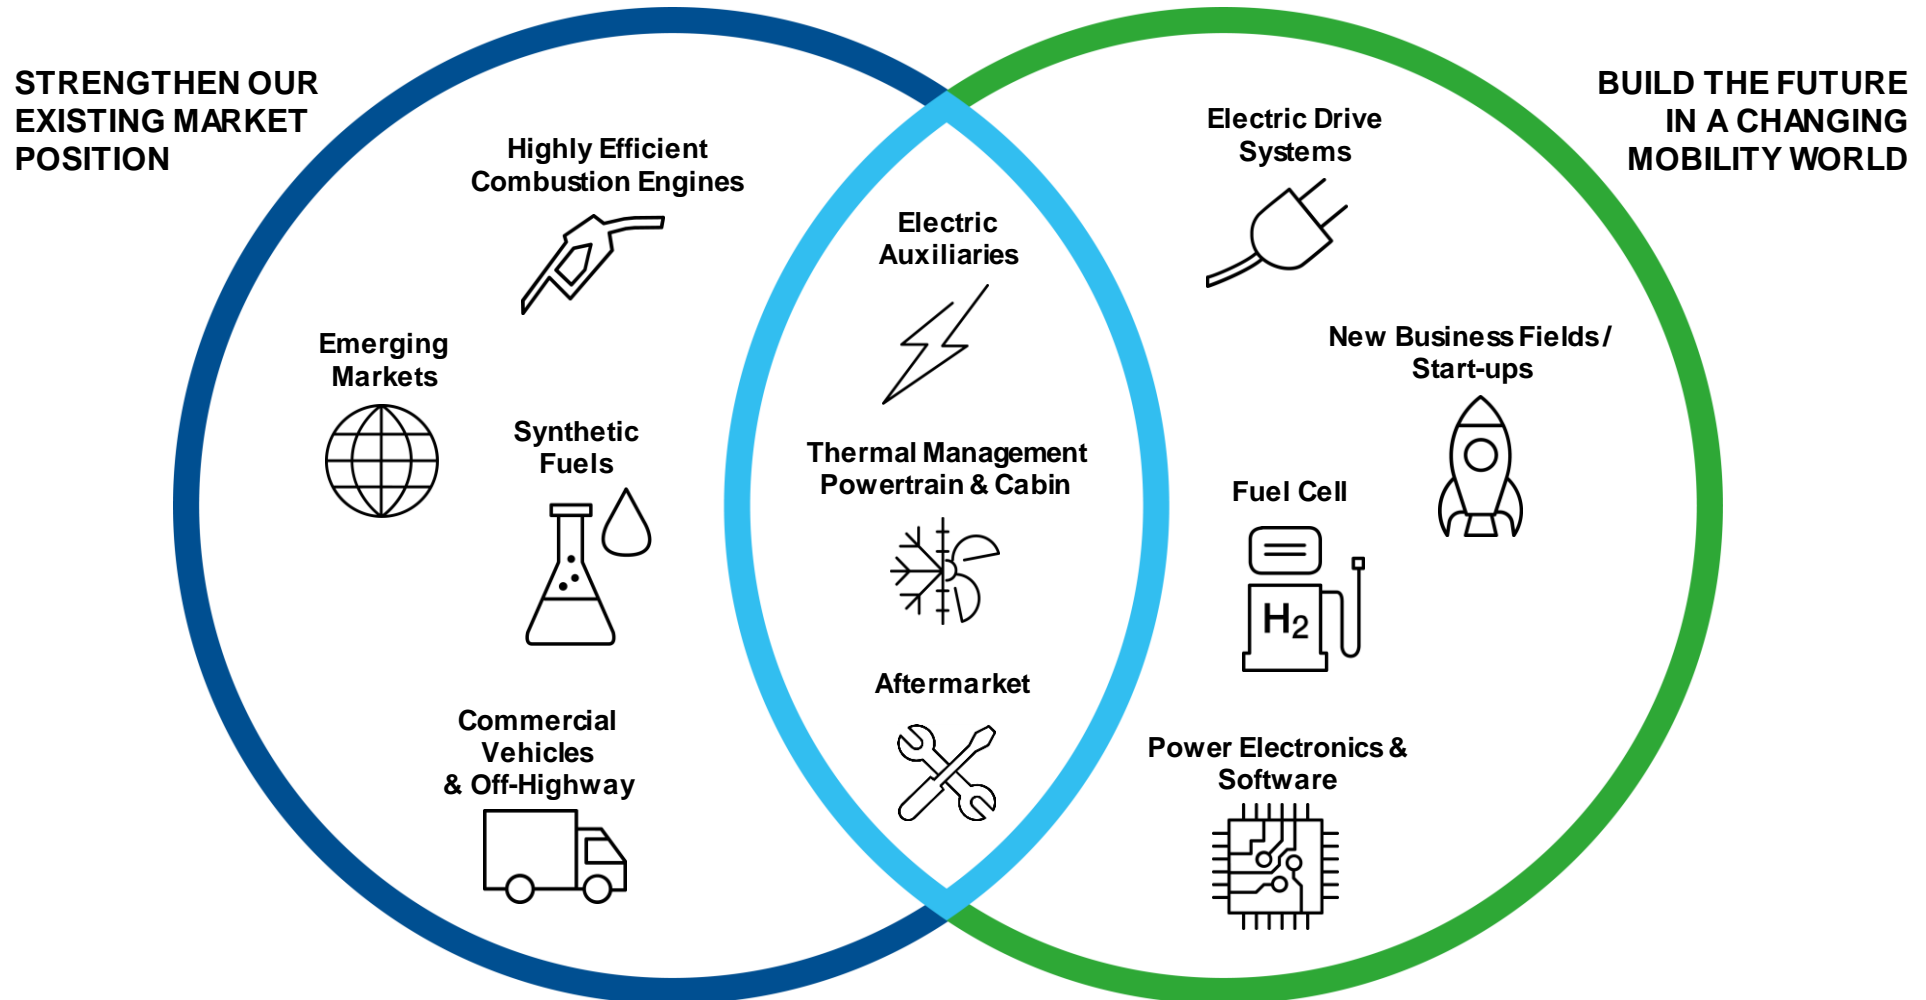 STRENGTHEN OUR
EXISTING MARKET
POSITION
BUILD THE FUTURE
IN A CHANGING
MOBILITY WORLD
Highly Efficient
Combustion Engines
Emerging
Markets
Synthetic
Fuels
Commercial
Vehicles
& Off-Highway
Electric
Auxiliaries
Thermal Management
Powertrain & Cabin
Aftermarket
Electric Drive
Systems
New Business Fields/
Start-ups
Fuel Cell
H₂
Power Electronics &
Software